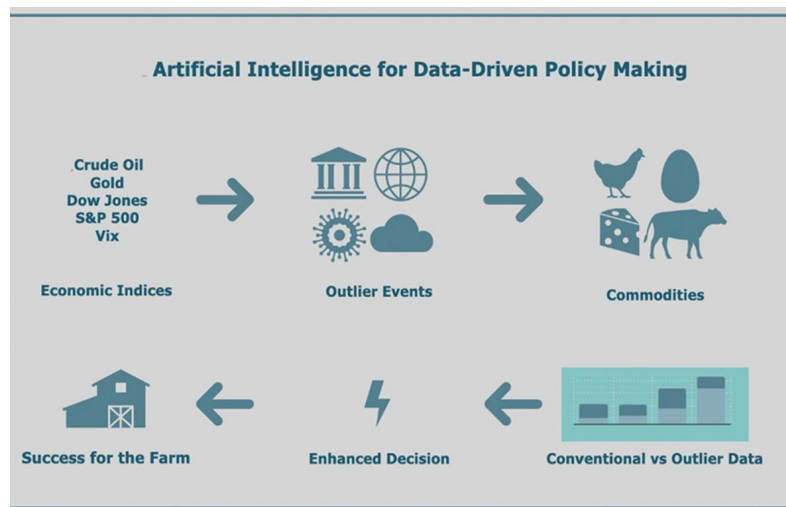 Artificial Intelligence for Data-Driven Policy Making
Crude Oil
Gold
Dow Jones
S&P 500
Vix
Economic Indices
Outlier Events
Commodities
Success for the Farm
Enhanced Decision
Conventional vs Outlier Data